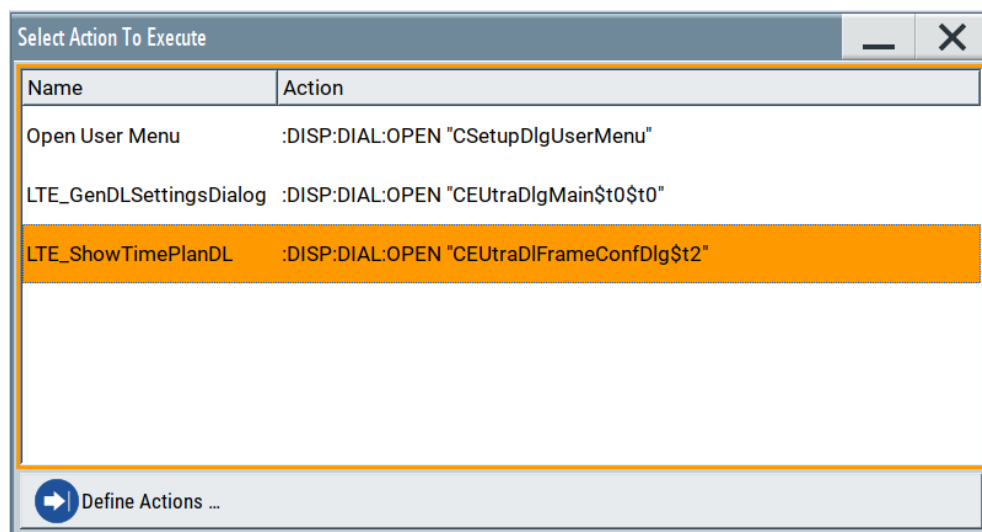 Select Action To Execute
Name Action
Open User Menu :DISP:DIAL:OPEN "CSetupDlgUserMenu"
LTE_GenDLSettingsDialog :DISP:DIAL:OPEN "CEUtraDlgMain$t0$t0"
LTE_ShowTimePlanDL :DISP:DIAL:OPEN "CEUtraDlFrameConfDlg$t2"
Define Actions ...